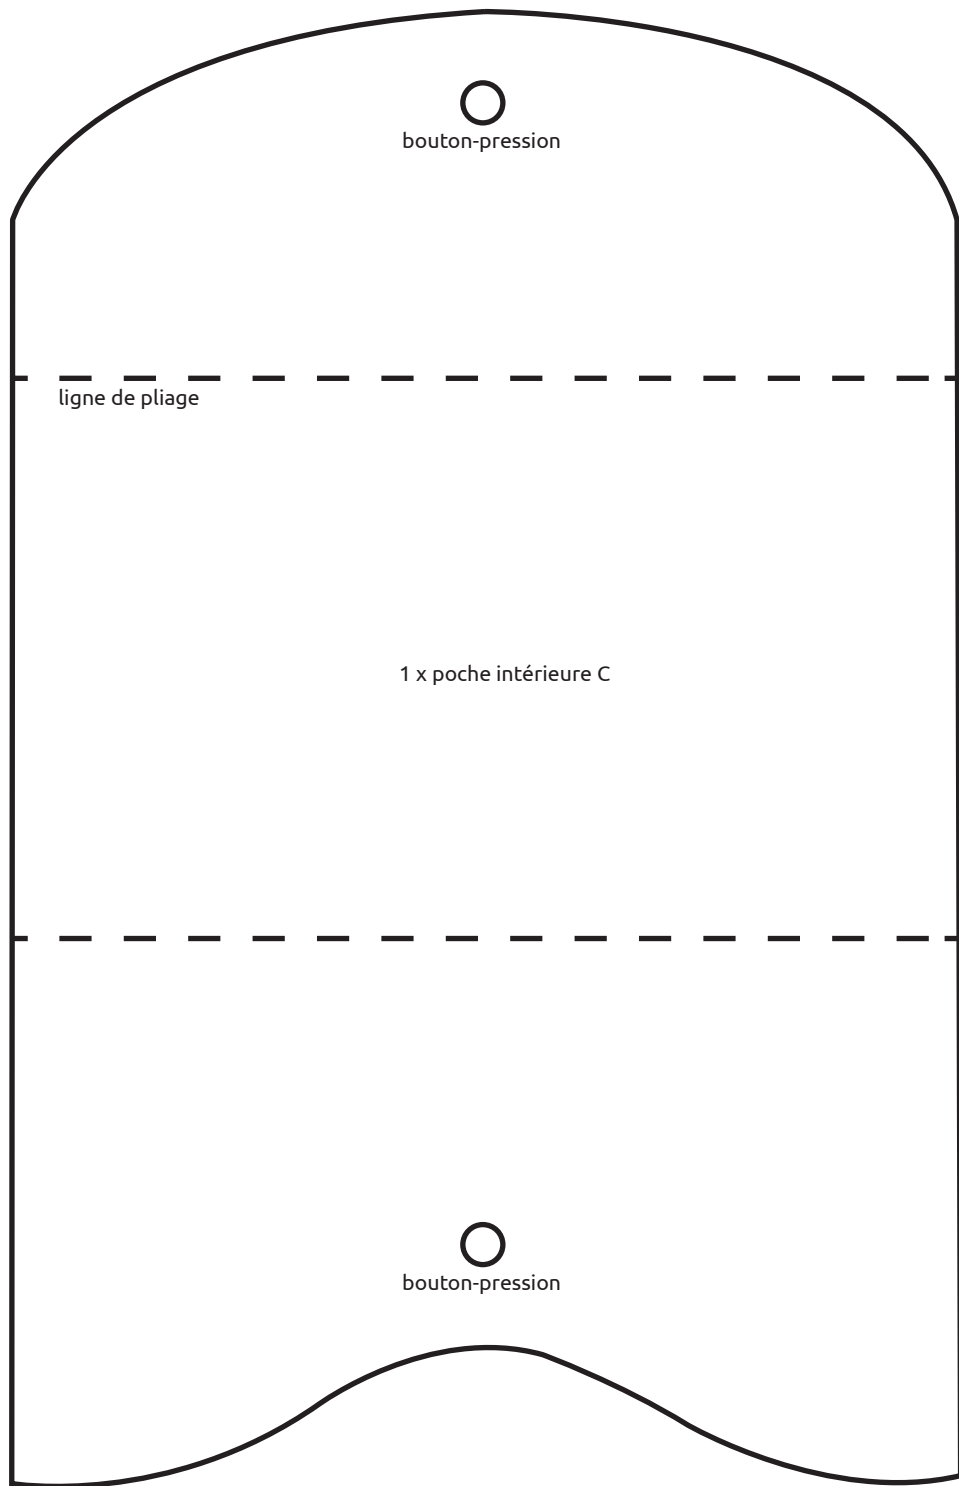 bouton-pression
ligne de pliage
1 x poche intérieure C
bouton-pression